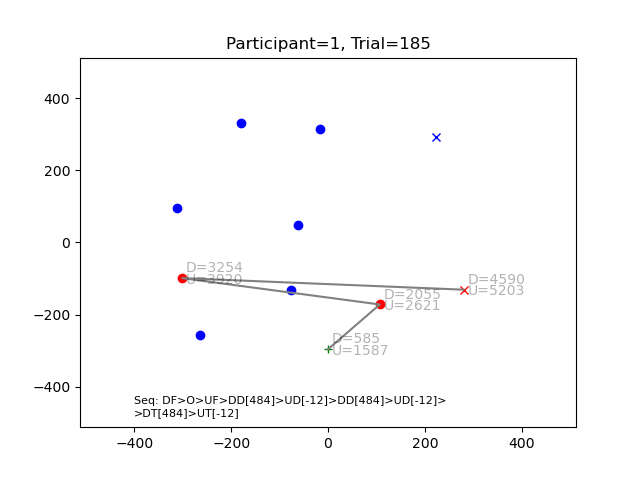 Participant=1, Trial=185
400
200
0
−200
−400
D=3254
U=3920
D=4590
U=5203
D=2055
U=2621
D=585
U=1587
Seq: DF>O>UF>DD[484]>UD[-12]>DD[484]>UD[-12]>
>DT[484]>UT[-12]
−400
−200
0
200
400